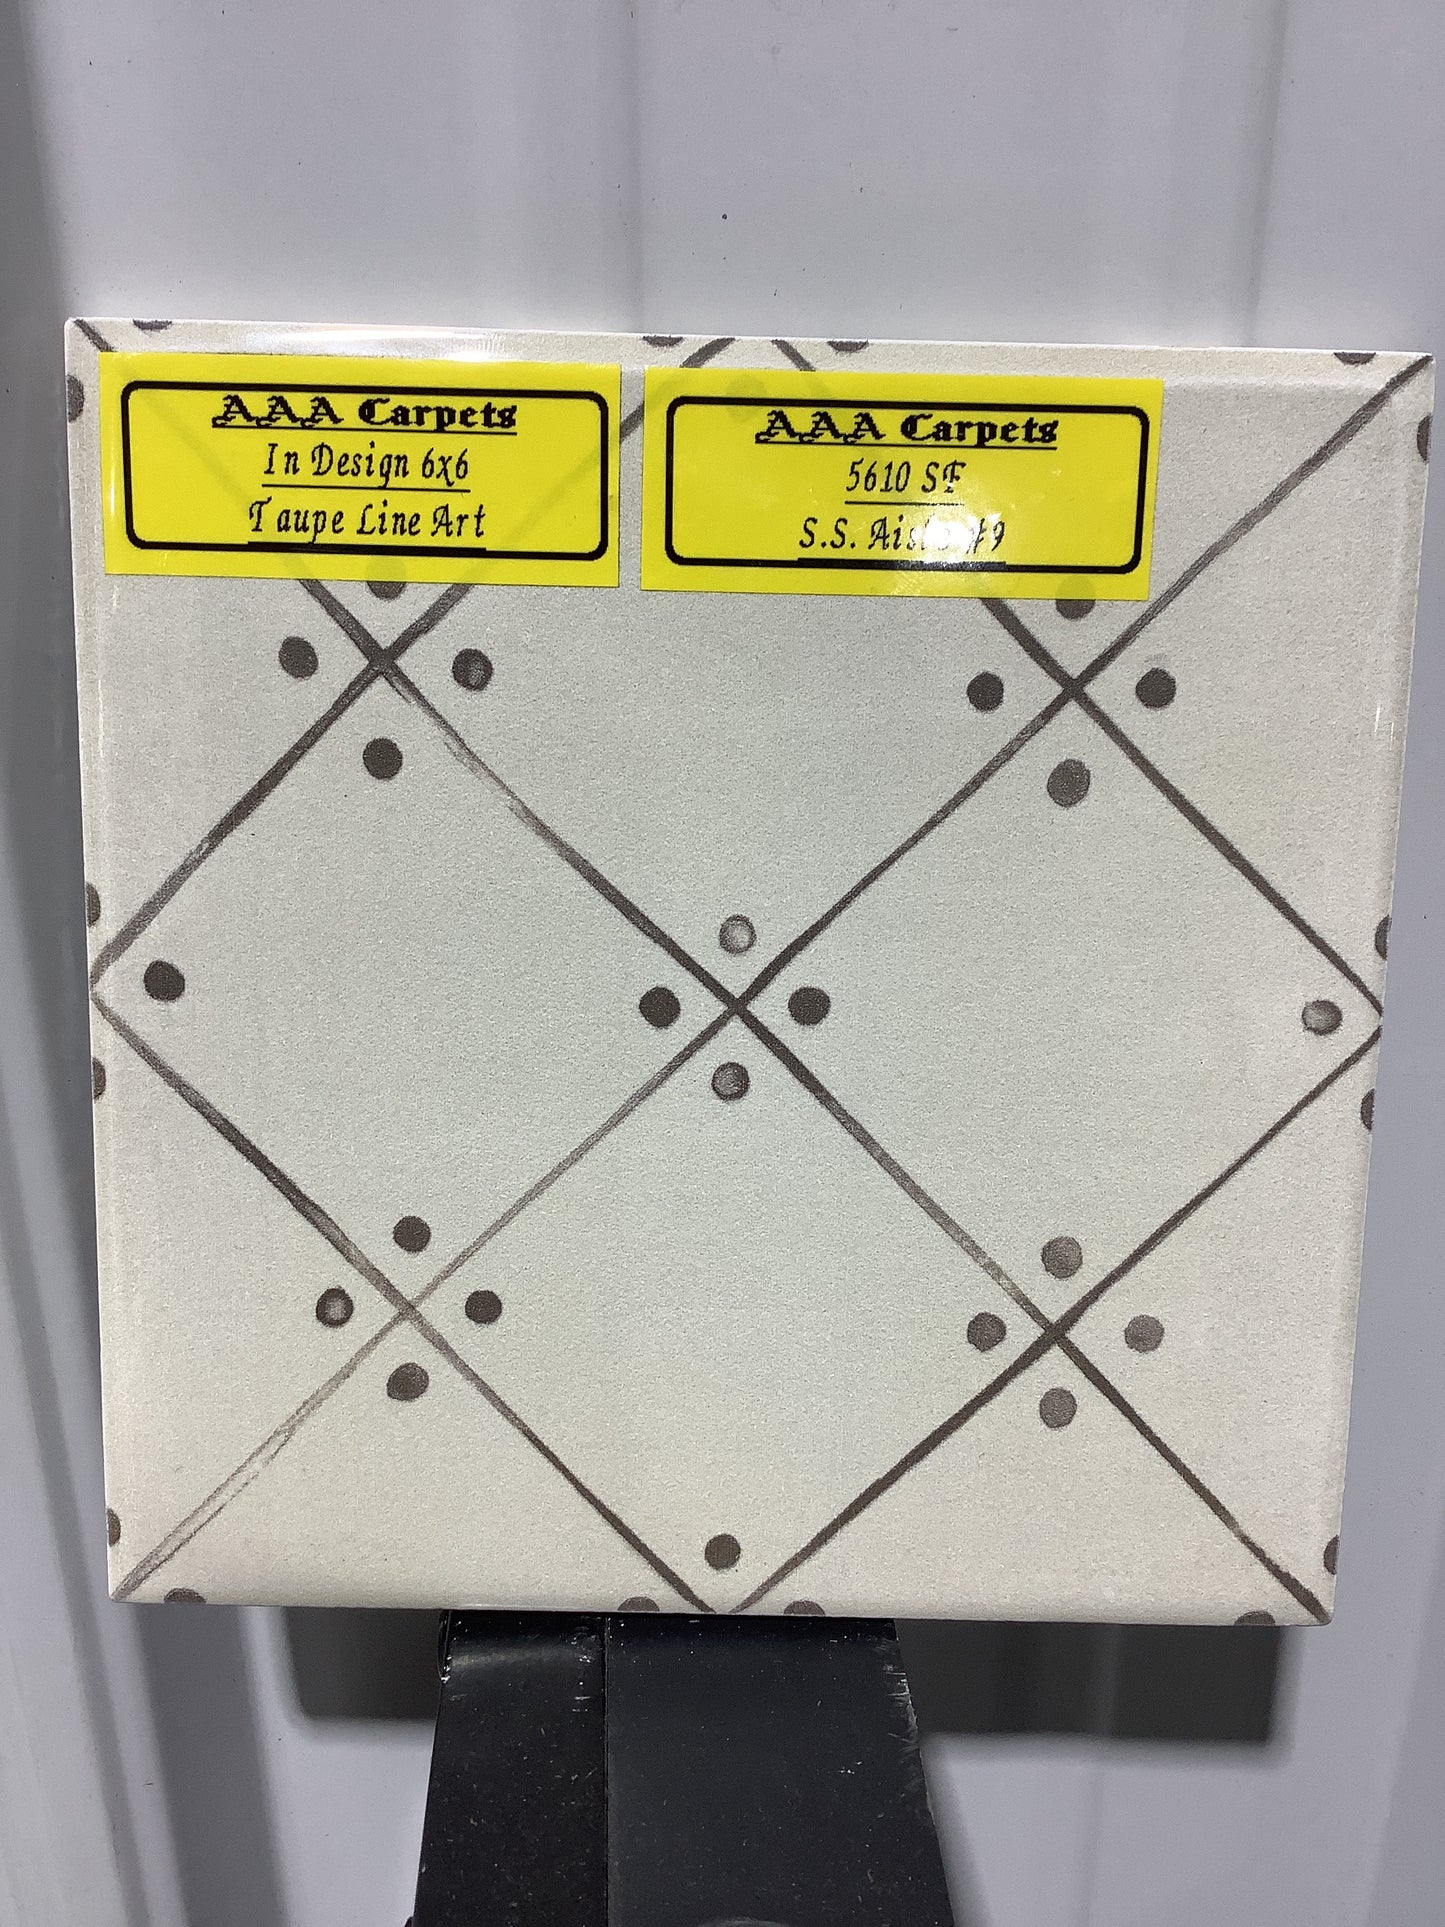 AAA Carpets
In Design 6x6
Taupe Line Art
AAA Carpets
5610 SF
S.S. Aisle #9